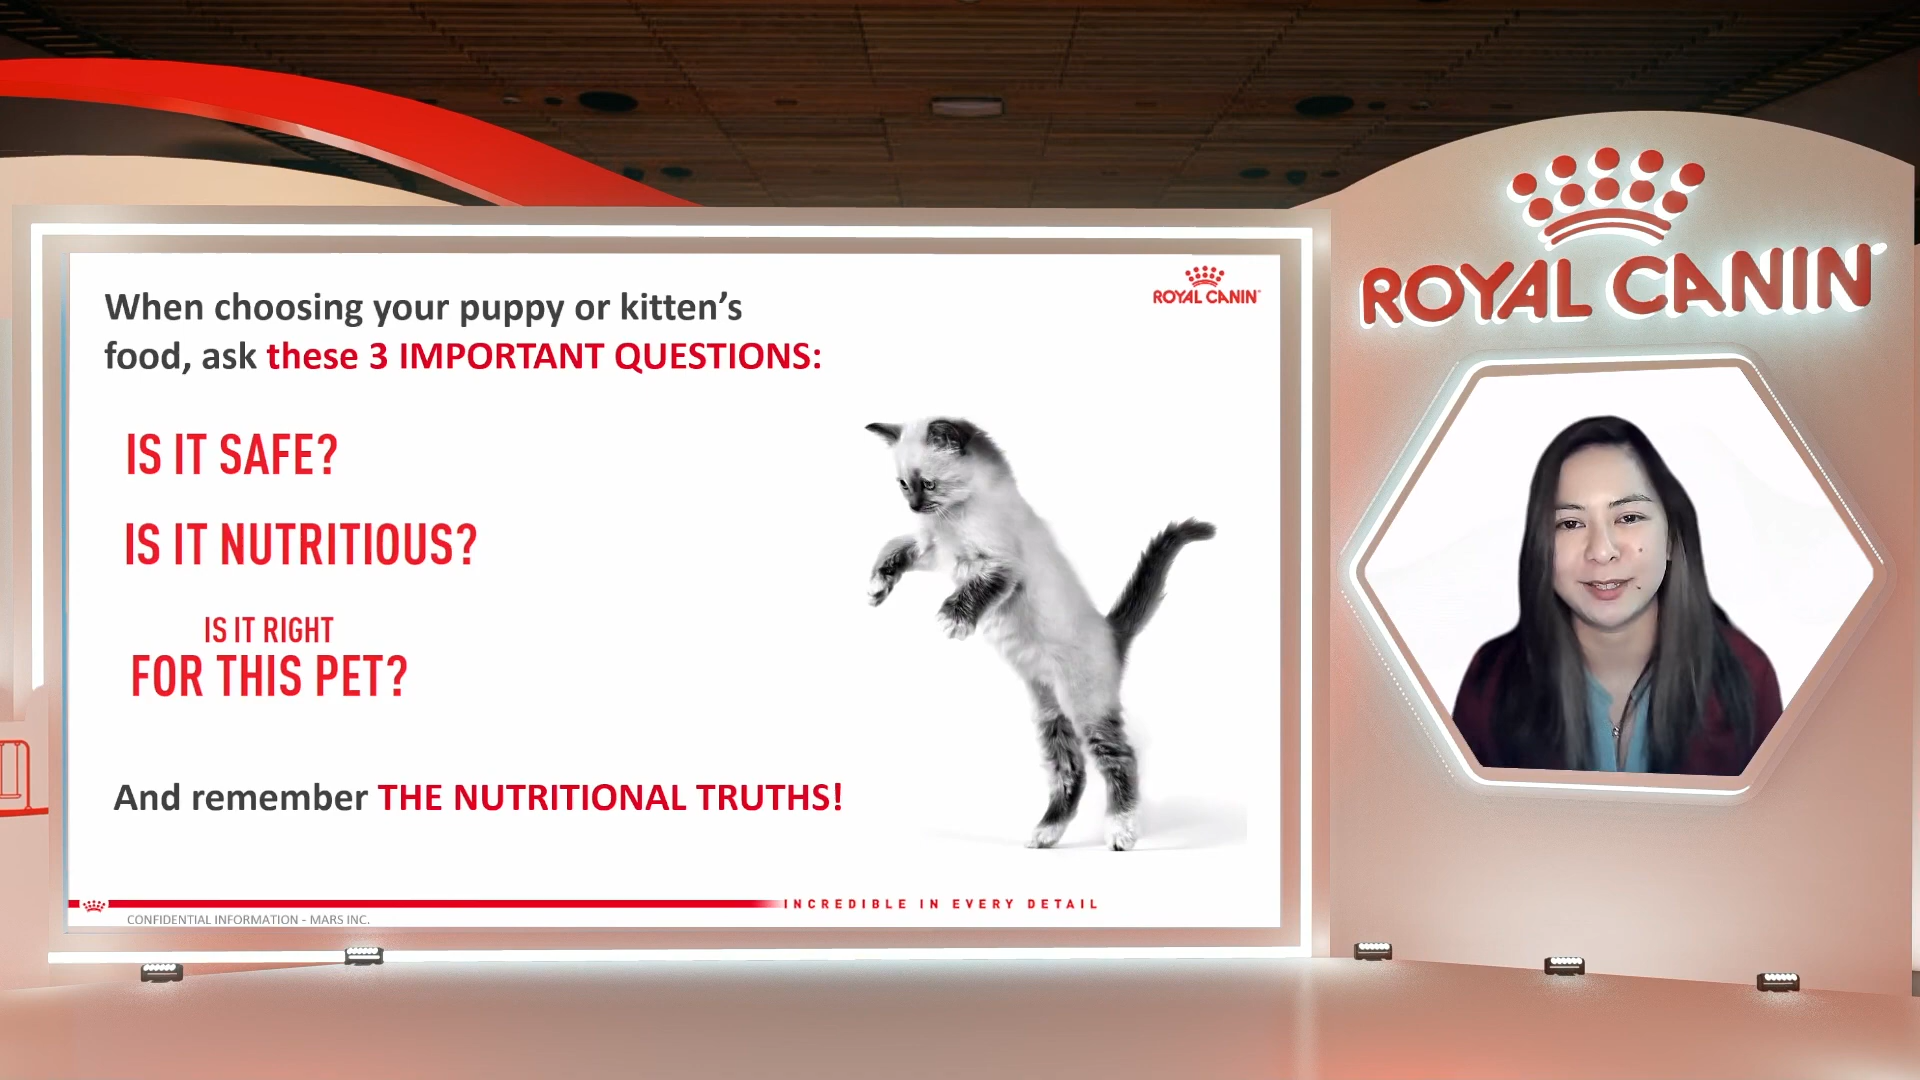 When choosing your puppy or kitten's
food, ask these 3 IMPORTANT QUESTIONS:
ROYAL CANIN
IS IT SAFE?
IS IT NUTRITIOUS?
IS IT RIGHT
FOR THIS PET?
And remember THE NUTRITIONAL TRUTHS!
INCREDIBLE IN EVERY DETAIL
CONFIDENTIAL INFORMATION - MARS INC.
ROYAL CANIN